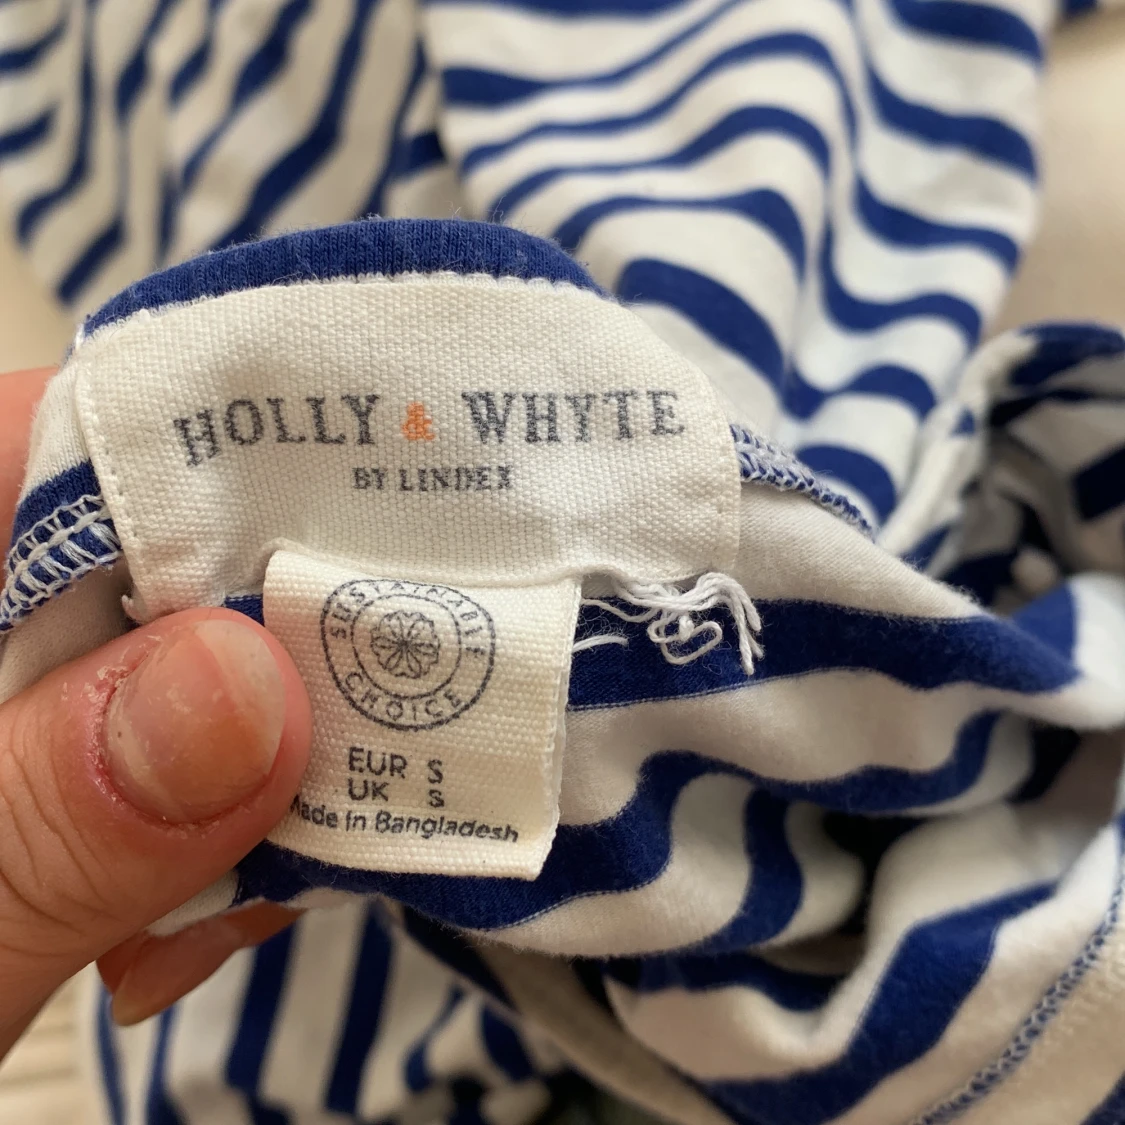 HOLLY & WHYTE
BY LINDEX
SUSTAINABLE
CHOICE
EUR S
UK S
Made in Bangladesh